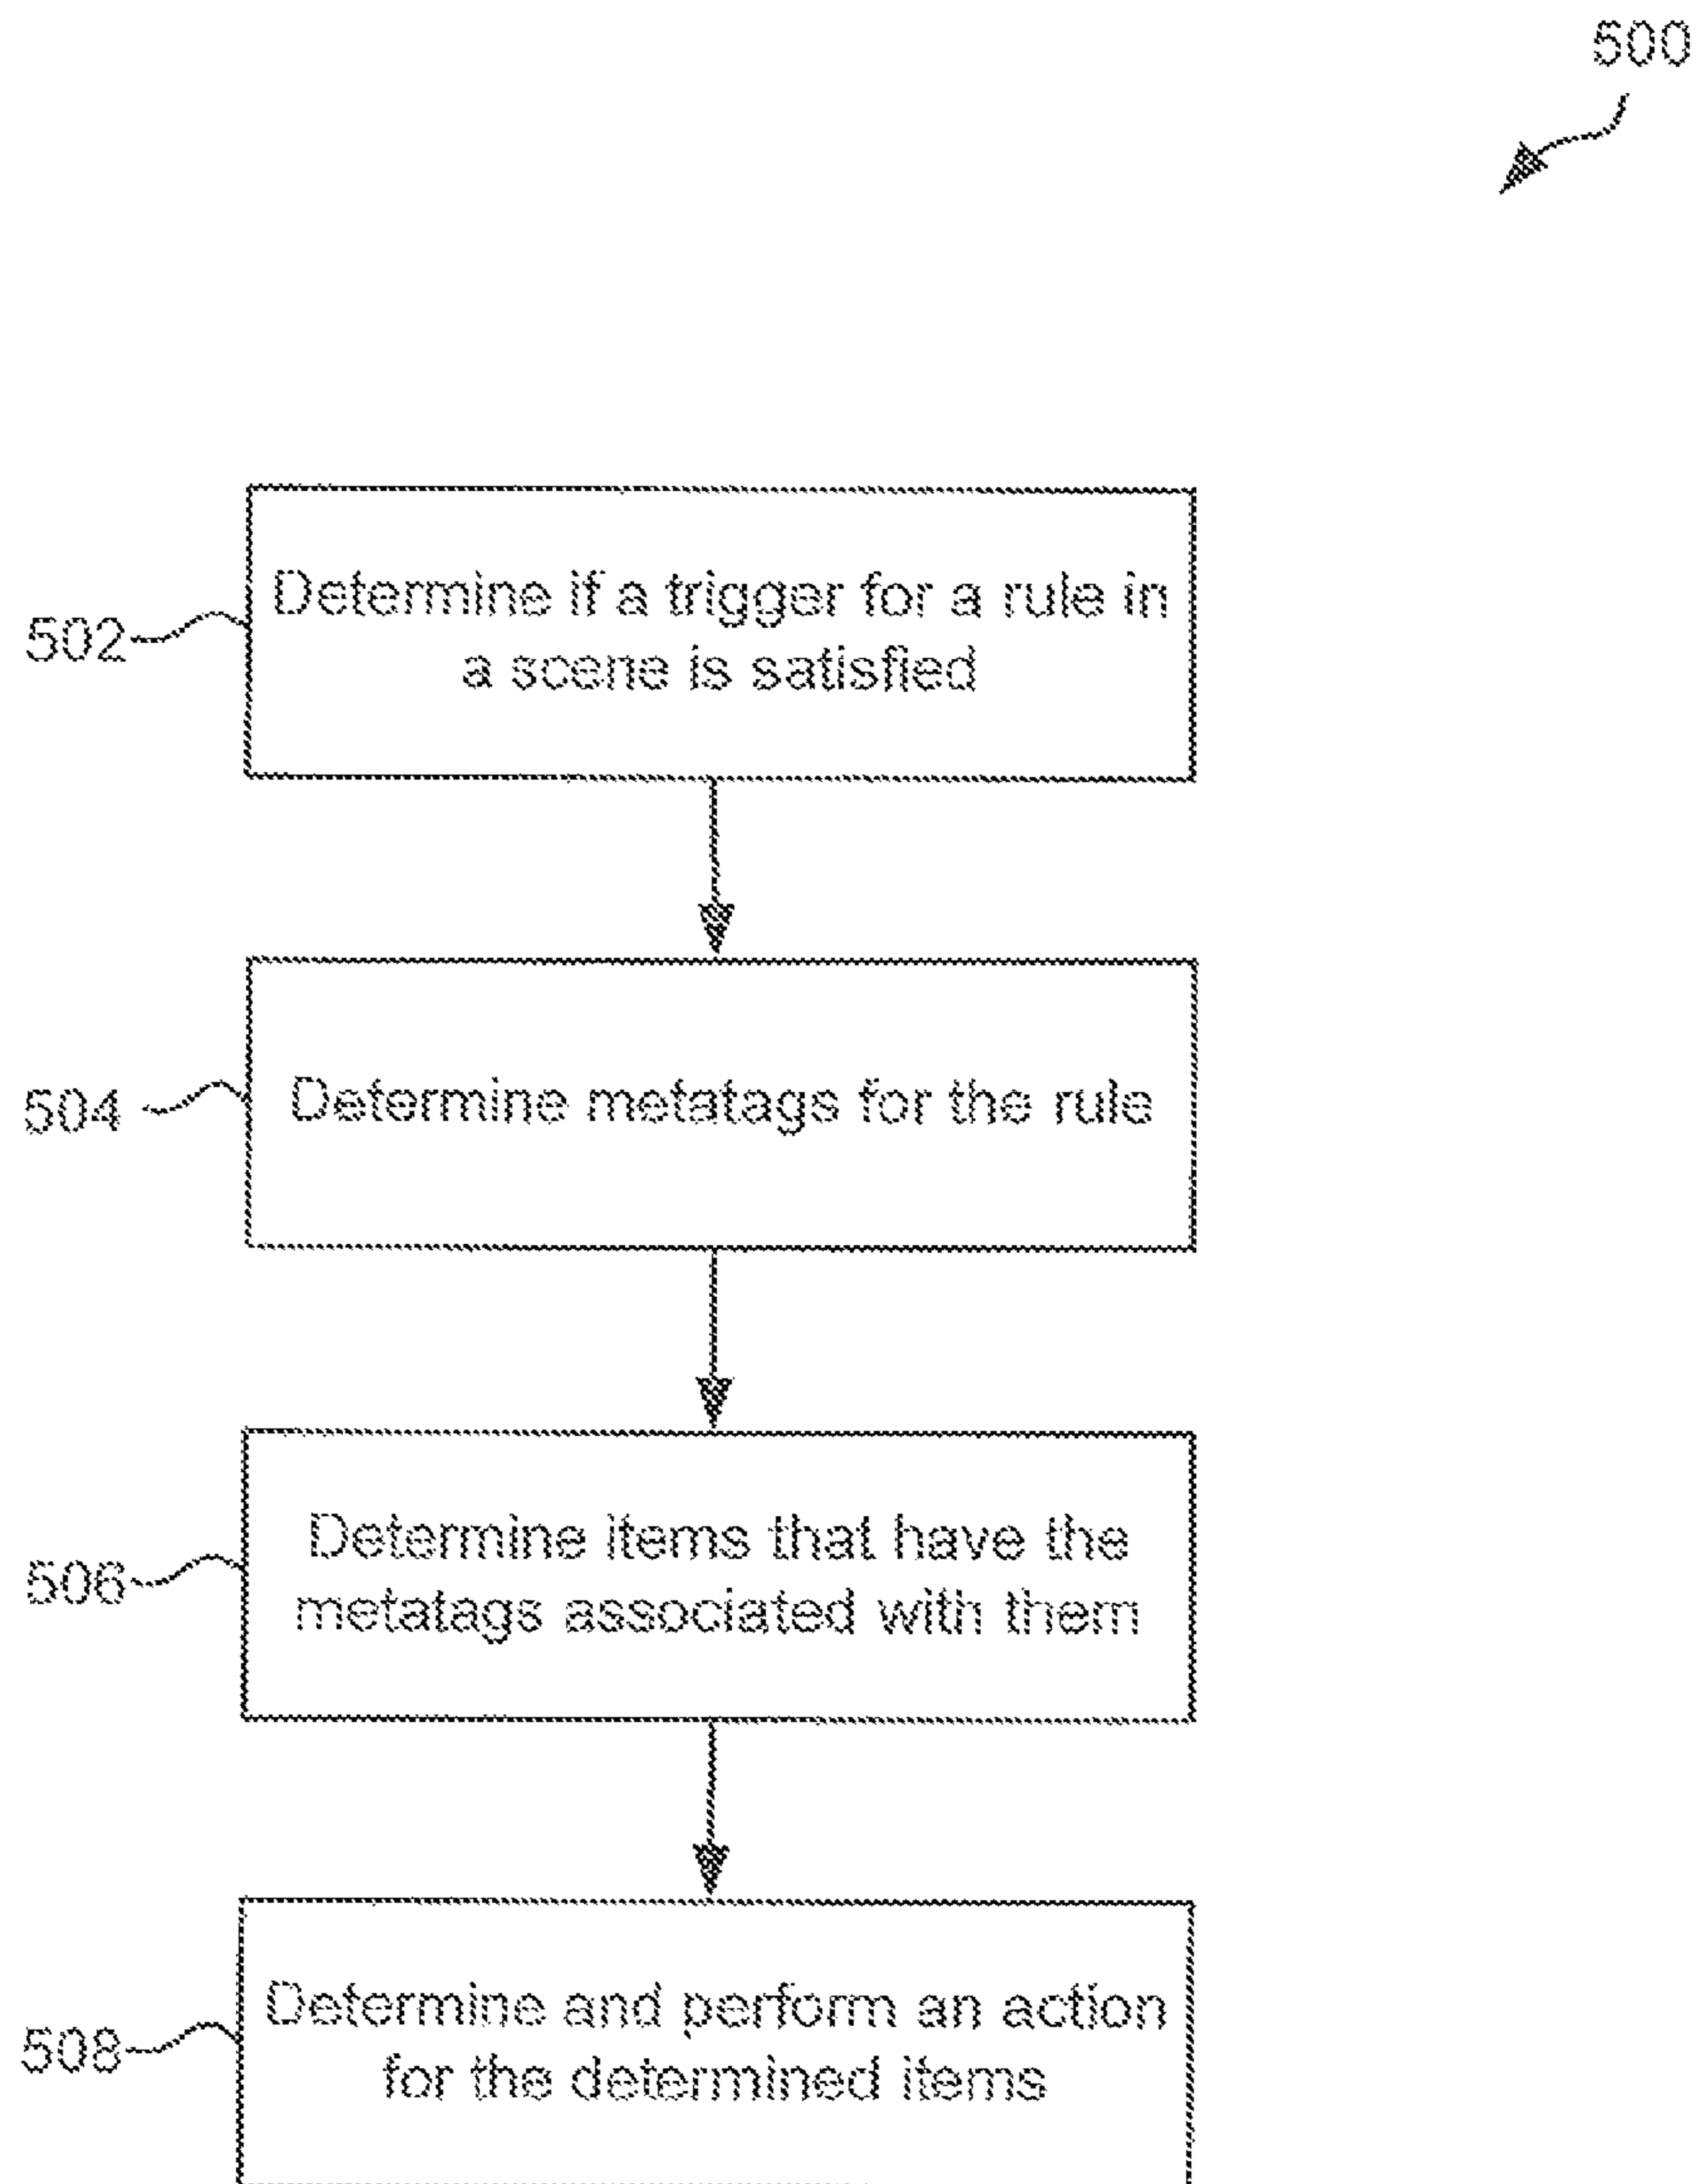 500
502
Determine if a trigger for a rule in
a scene is satisfied
504
Determine metatags for the rule
506
Determine items that have the
metatags associated with them
508
Determine and perform an action
for the determined items